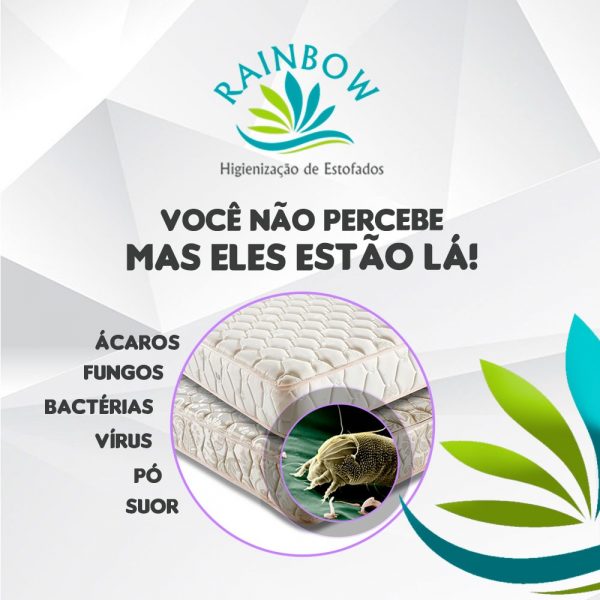 RAINBOW
Higienização de Estofados
VOCÊ NÃO PERCEBE
MAS ELES ESTÃO LÁ!
ÁCAROS
FUNGOS
BACTÉRIAS
VÍRUS
PÓ
SUOR